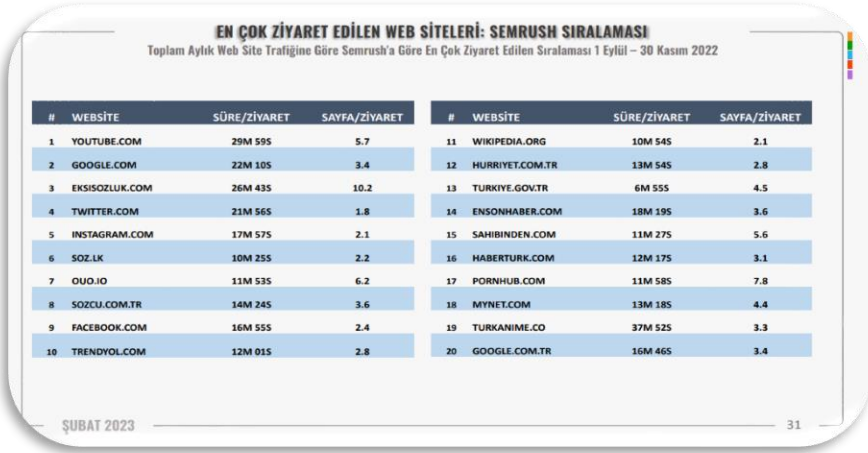 EN ÇOK ZİYARET EDİLEN WEB SİTELERİ: SEMRUSH SIRALAMASI
Toplam Aylık Web Site Trafiğine Göre Semrush'a Göre En Çok Ziyaret Edilen Sıralaması 1 Eylül – 30 Kasım 2022
# WEBSİTE SÜRE/ZİYARET SAYFA/ZİYARET
1 YOUTUBE.COM 29M 59S 5.7
2 GOOGLE.COM 22M 10S 3.4
3 EKSISOZLUK.COM 26M 43S 10.2
4 TWITTER.COM 21M 56S 1.8
5 INSTAGRAM.COM 17M 57S 2.1
6 SOZ.LK 10M 25S 2.2
7 OUO.IO 11M 53S 6.2
8 SOZCU.COM.TR 14M 24S 3.6
9 FACEBOOK.COM 16M 55S 2.4
10 TRENDYOL.COM 12M 01S 2.8
# WEBSİTE SÜRE/ZİYARET SAYFA/ZİYARET
11 WIKIPEDIA.ORG 10M 54S 2.1
12 HURRIYET.COM.TR 13M 54S 2.8
13 TURKIYE.GOV.TR 6M 55S 4.5
14 ENSONHABER.COM 18M 19S 3.6
15 SAHIBINDEN.COM 11M 27S 5.6
16 HABERTURK.COM 12M 17S 3.1
17 PORNHUB.COM 11M 58S 7.8
18 MYNET.COM 13M 18S 4.4
19 TURKANIME.CO 37M 52S 3.3
20 GOOGLE.COM.TR 16M 46S 3.4
ŞUBAT 2023
31